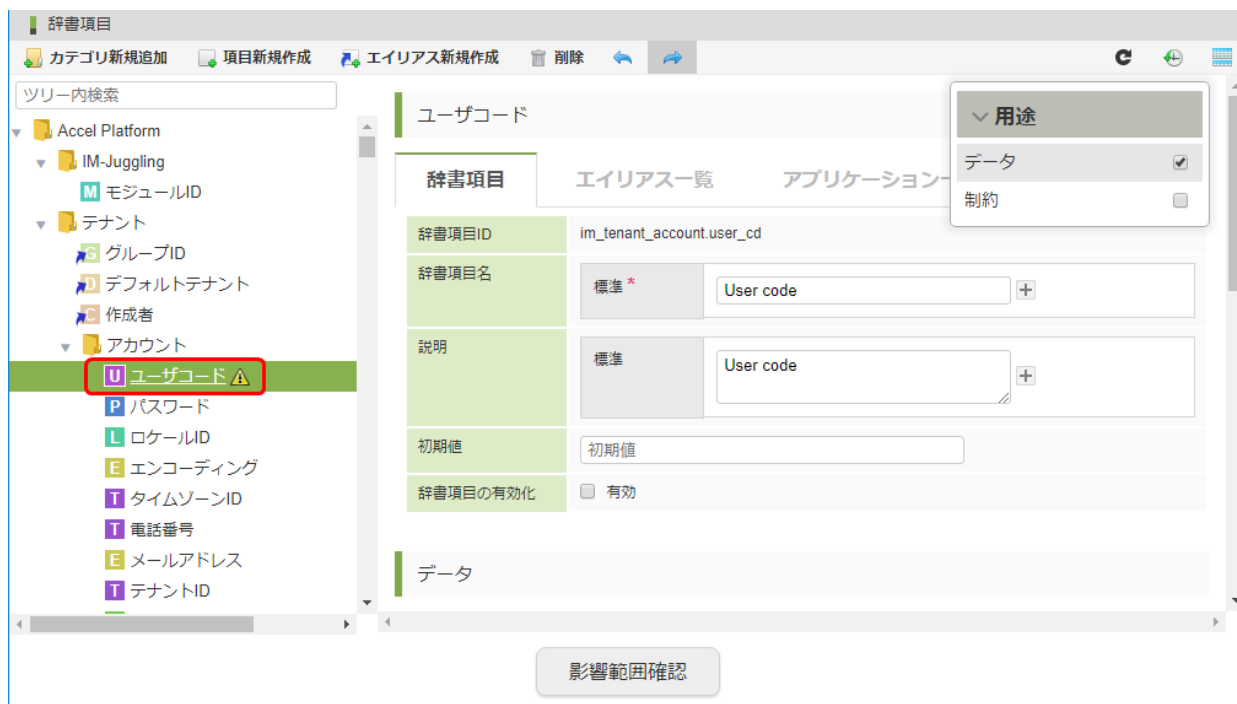 辞書項目
カテゴリ新規追加 項目新規作成 エイリアス新規作成 削除
ツリー内検索
Accel Platform
IM-Juggling
M モジュールID
テナント
G グループID
D デフォルトテナント
C 作成者
アカウント
U ユーザコード
P パスワード
L ロケールID
E エンコーディング
T タイムゾーンID
T 電話番号
E メールアドレス
T テナントID
ユーザコード
辞書項目 エイリアス一覧 アプリケーション
辞書項目ID im_tenant_account.user_cd
辞書項目名 標準* User code
説明 標準 User code
初期値 初期値
辞書項目の有効化 有効
データ
用途
データ
制約
影響範囲確認